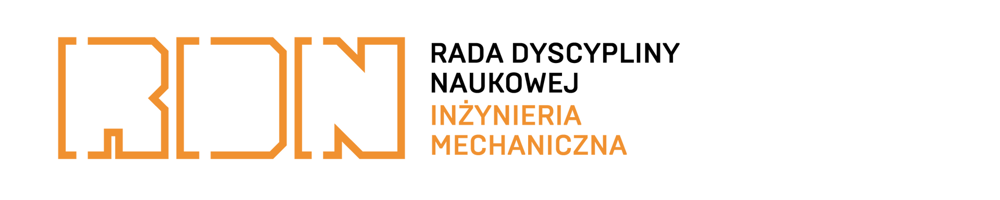 RDN
RADA DYSCYPLINY
NAUKOWEJ
INŻYNIERIA
MECHANICZNA